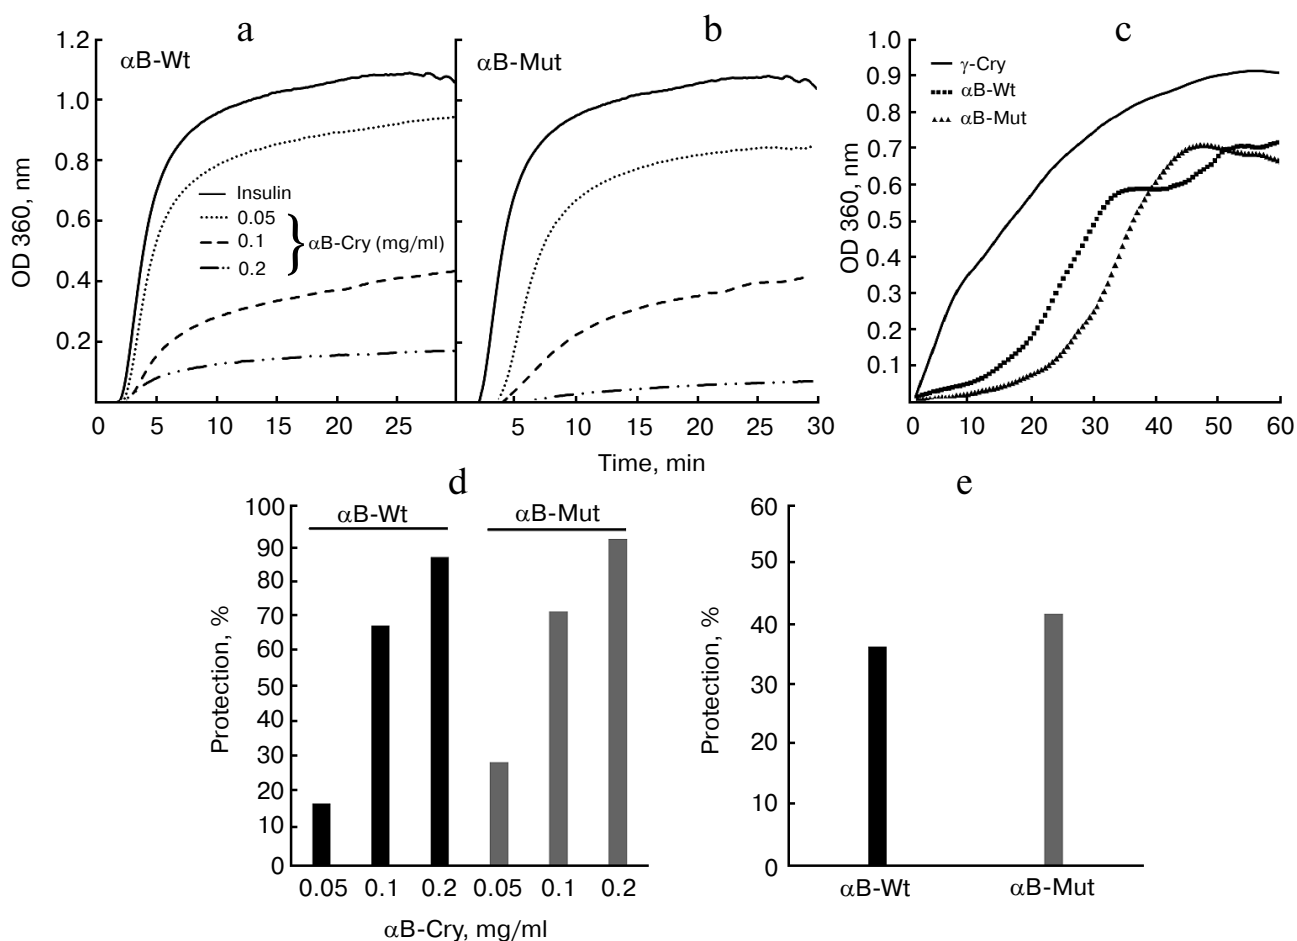 a
b
c
αB-Wt
αB-Mut
OD 360, nm
1.2
1.0
0.8
0.6
0.4
0.2
Insulin
0.05
0.1
0.2
αB-Cry (mg/ml)
0 5 10 15 20 25
5 10 15 20 25 30
Time, min
OD 360, nm
1.0
0.9
0.8
0.7
0.6
0.5
0.4
0.3
0.2
0.1
γ-Cry
αB-Wt
αB-Mut
0 10 20 30 40 50 60
d
e
Protection, %
100
90
80
70
60
50
40
30
20
10
0
αB-Wt
αB-Mut
0.05 0.1 0.2 0.05 0.1 0.2
αB-Cry, mg/ml
Protection, %
60
50
40
30
20
10
0
αB-Wt
αB-Mut